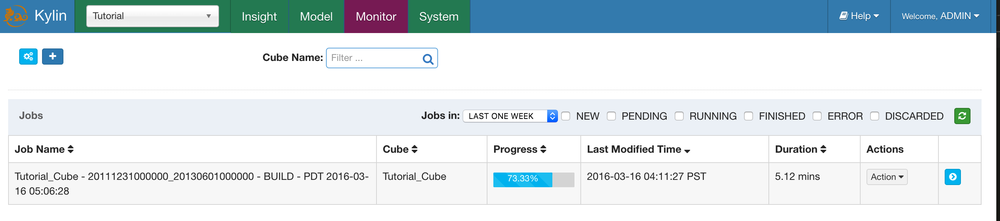 Kylin Tutorial Insight Model Monitor System Help Welcome, ADMIN
Cube Name: Filter ...
Jobs Jobs in: LAST ONE WEEK NEW PENDING RUNNING FINISHED ERROR DISCARDED
Job Name Cube Progress Last Modified Time Duration Actions
Tutorial_Cube - 20111231000000_20130601000000 - BUILD - PDT 2016-03-
16 05:06:28
Tutorial_Cube 73.33% 2016-03-16 04:11:27 PST 5.12 mins Action